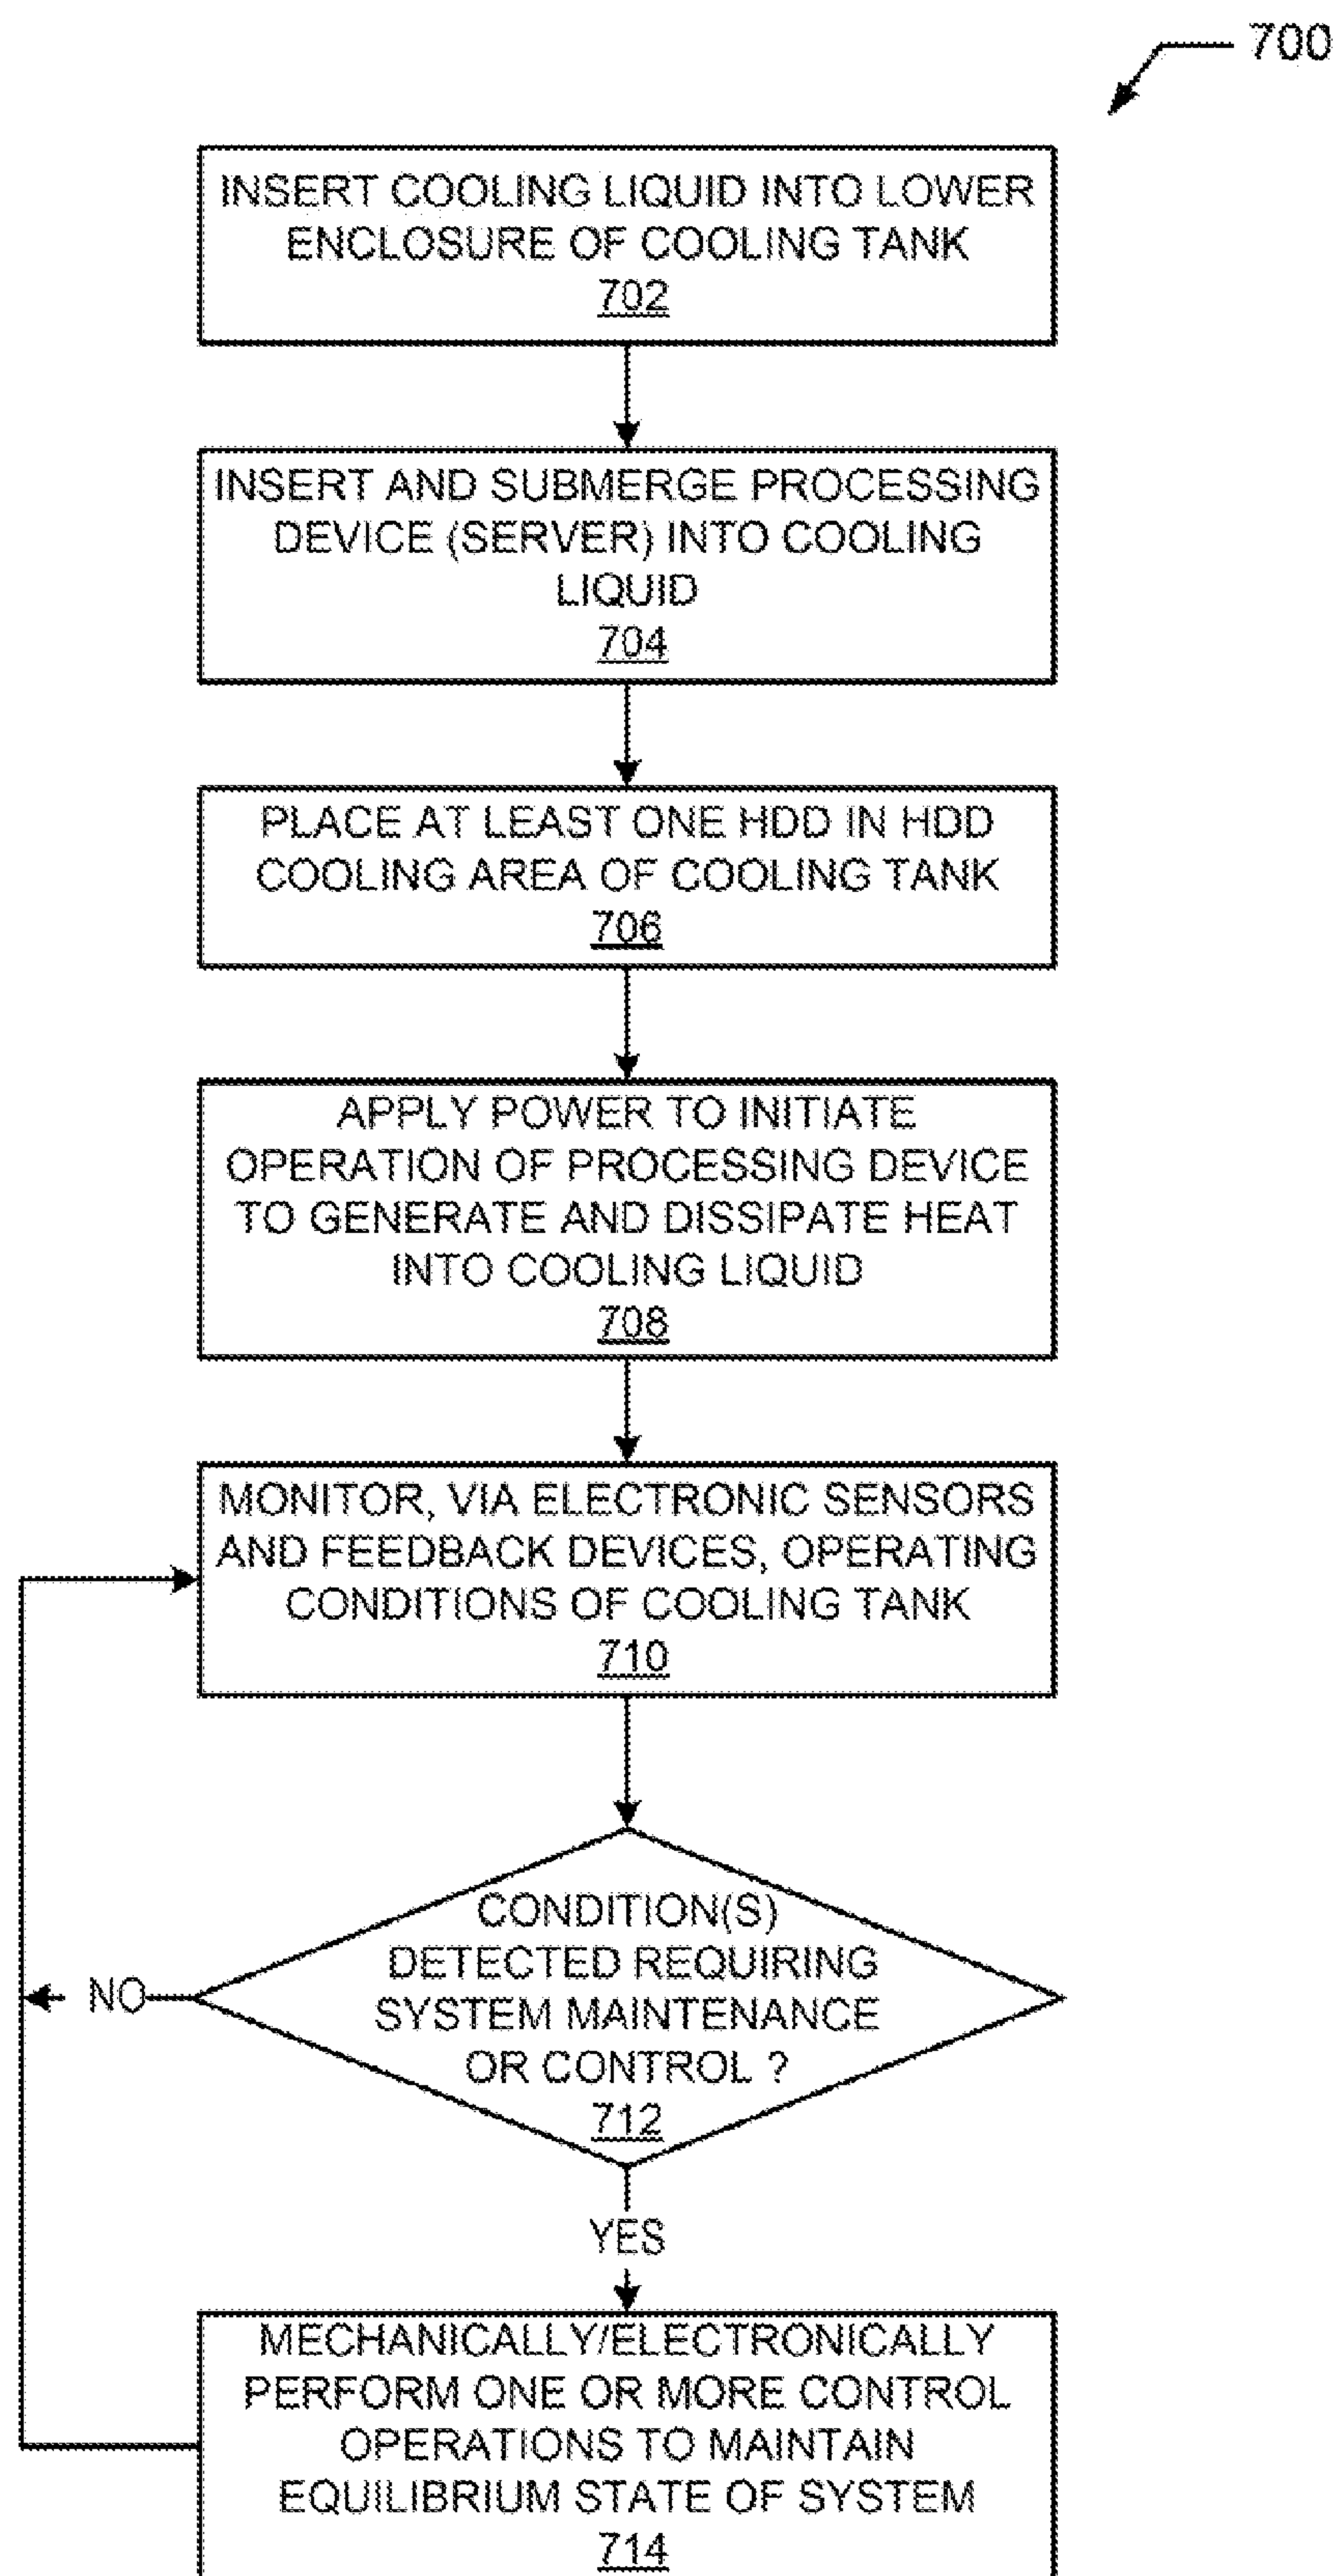 700
INSERT COOLING LIQUID INTO LOWER
ENCLOSURE OF COOLING TANK
702
INSERT AND SUBMERGE PROCESSING
DEVICE (SERVER) INTO COOLING
LIQUID
704
PLACE AT LEAST ONE HDD IN HDD
COOLING AREA OF COOLING TANK
706
APPLY POWER TO INITIATE
OPERATION OF PROCESSING DEVICE
TO GENERATE AND DISSIPATE HEAT
INTO COOLING LIQUID
708
MONITOR, VIA ELECTRONIC SENSORS
AND FEEDBACK DEVICES, OPERATING
CONDITIONS OF COOLING TANK
710
CONDITION(S)
DETECTED REQUIRING
SYSTEM MAINTENANCE
OR CONTROL ?
712
NO
YES
MECHANICALLY/ELECTRONICALLY
PERFORM ONE OR MORE CONTROL
OPERATIONS TO MAINTAIN
EQUILIBRIUM STATE OF SYSTEM
714